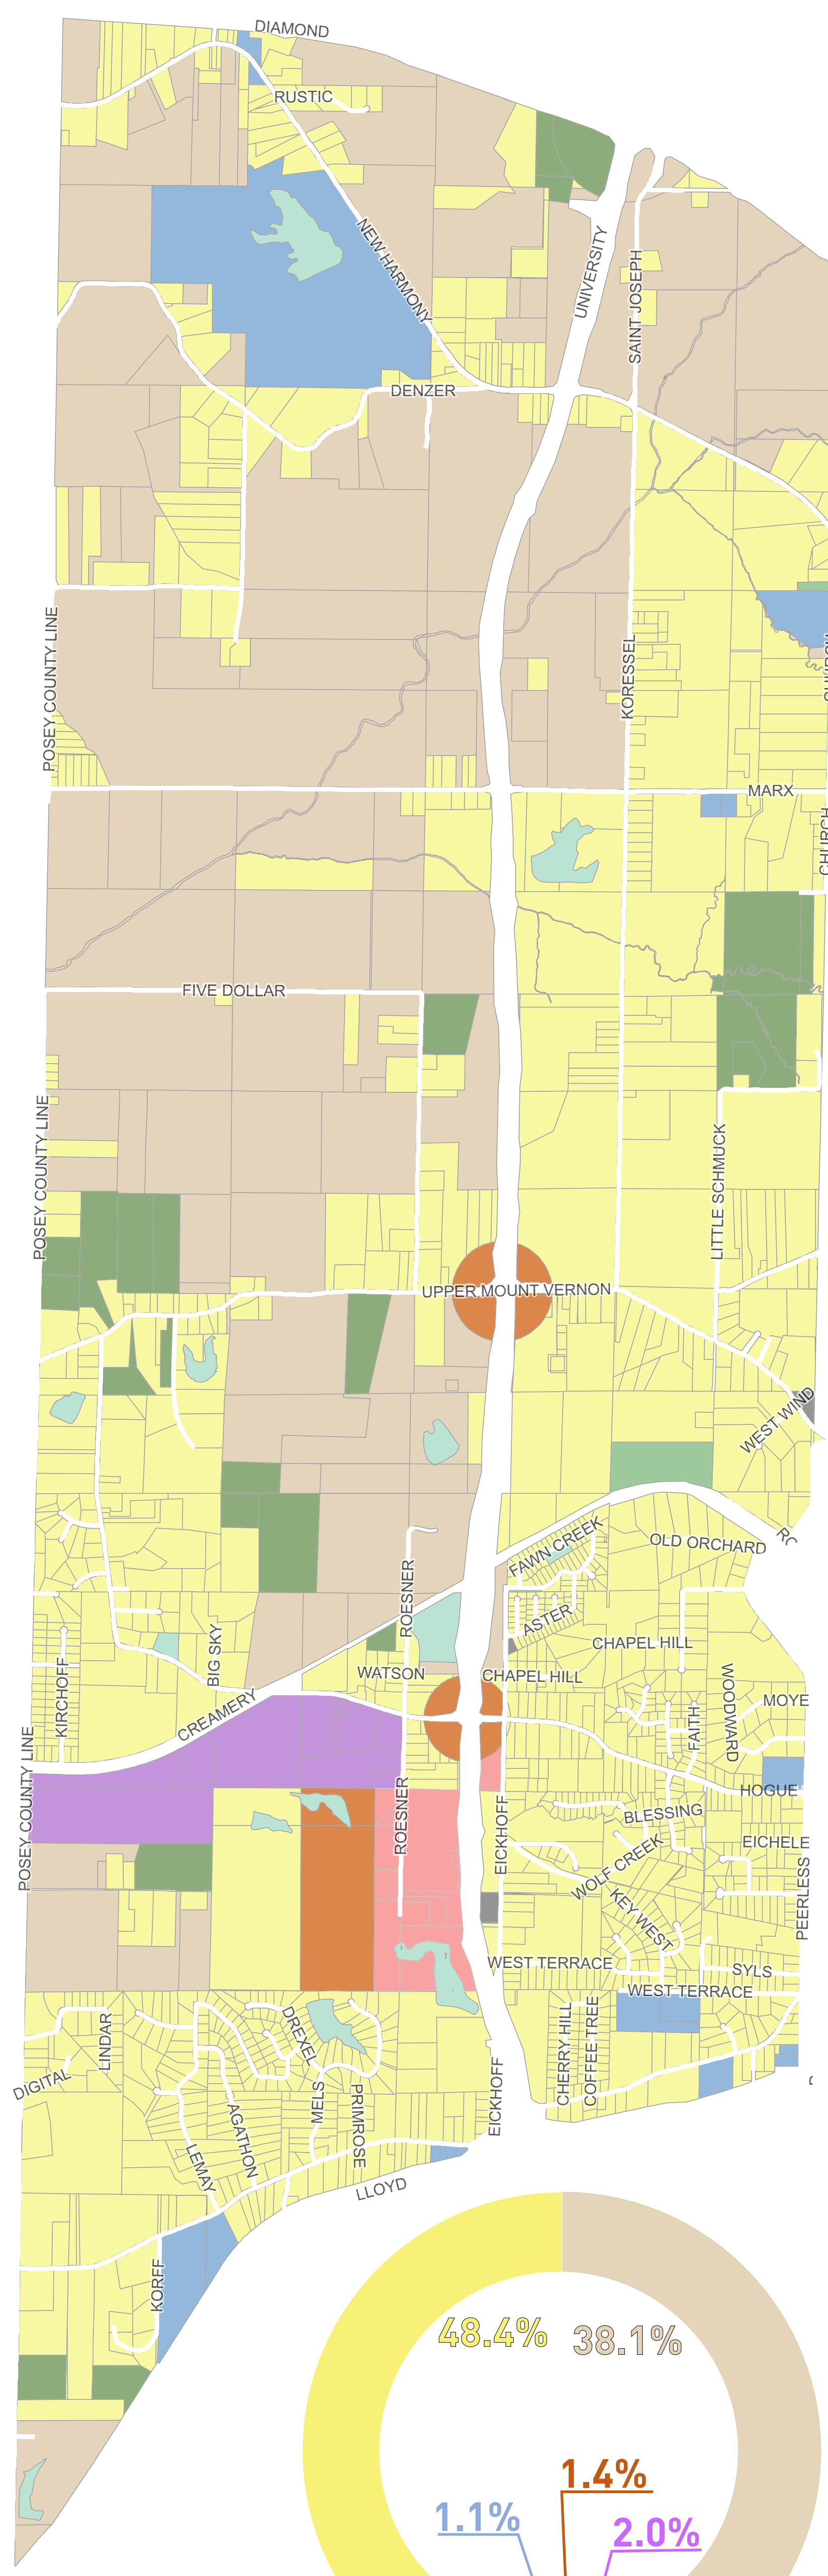 DIAMOND
RUSTIC
NEW HARMONY
UNIVERSITY
SAINT JOSEPH
DENZER
POSEY COUNTY LINE
KORESSEL
MARX
CHURCH
FIVE DOLLAR
POSEY COUNTY LINE
LITTLE SCHMUCK
UPPER MOUNT VERNON
WEST WIND
FAWN CREEK
OLD ORCHARD
ROESNER
ASTER
BIG SKY
CHAPEL HILL
KIRCHOFF
WATSON
CHAPEL HILL
WOODWARD
MOYE
CREAMERY
FAITH
POSEY COUNTY LINE
HOGUE
ROESNER
EICKHOFF
BLESSING
EICHELE
WOLF CREEK
PEERLESS
KEY WEST
WEST TERRACE
SYLS
WEST TERRACE
LINDAR
DREXEL
CHERRY HILL
COFFEE TREE
DIGITAL
MELS
PRIMROSE
EICKHOFF
AGATHON
LEMAY
LLOYD
KORFF
48.4%
38.1%
1.4%
1.1%
2.0%